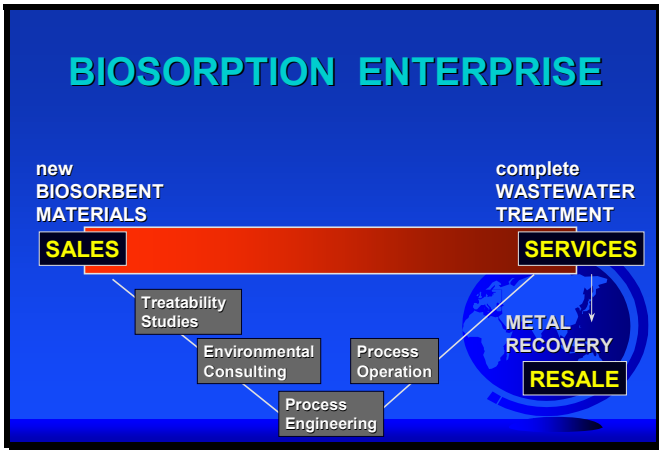 BIOSORPTION ENTERPRISE
new
BIOSORBENT
MATERIALS
SALES
complete
WASTEWATER
TREATMENT
SERVICES
Treatability
Studies
Environmental
Consulting
Process
Engineering
Process
Operation
METAL
RECOVERY
RESALE